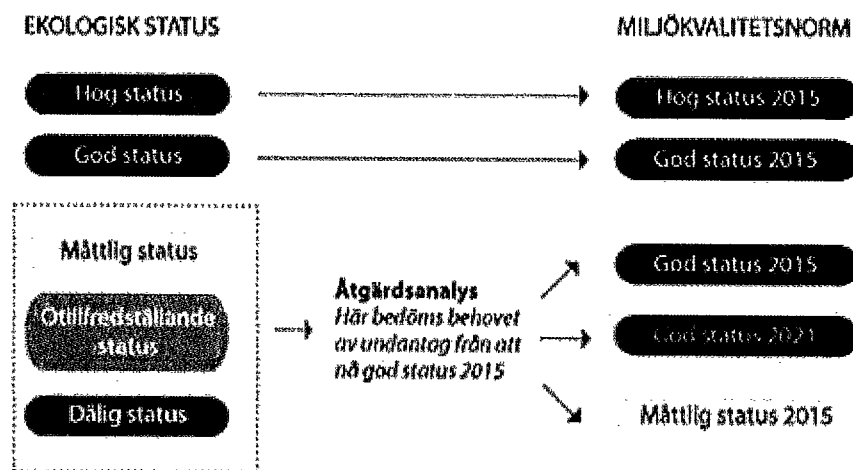 EKOLOGISK STATUS
MILJÖKVALITETSNORM
Hög status
Hög status 2015
God status
God status 2015
Måttlig status
Otillfredställande
status
Dålig status
Åtgärdsanalys
Här bedöms behovet
av undantag från att
nå god status 2015
God status 2015
God status 2021
Måttlig status 2015